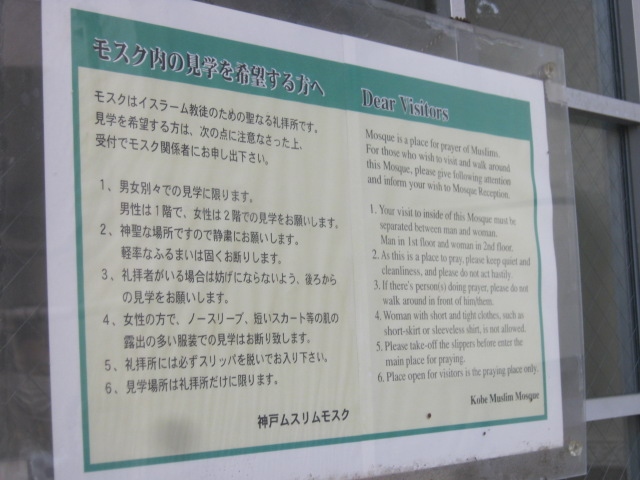 モスク内の見学を希望する方へ
モスクはイスラーム教徒のための聖なる礼拝所です。
見学を希望する方は、次の点に注意なさった上、
受付でモスク関係者にお申し出下さい。
1、男女別々での見学に限ります。
男性は1階で、女性は2階での見学をお願いします。
2、神聖な場所ですので静粛にお願いします。
軽率なふるまいは固くお断りします。
3、礼拝者がいる場合は妨げにならないよう、後ろから
の見学をお願いします。
4、女性の方で、ノースリーブ、短いスカート等の肌の
露出の多い服装での見学はお断り致します。
5、礼拝所には必ずスリッパを脱いでお入り下さい。
6、見学場所は礼拝所だけに限ります。
神戸ムスリムモスク
Dear Visitors
Mosque is a place for prayer of Muslims.
For those who wish to visit and walk around
this Mosque, please give following attention
and inform your wish to Mosque Reception.
1. Your visit to inside of this Mosque must be
separated between man and woman.
Man in 1st floor and woman in 2nd floor.
2. As this is a place to pray, please keep quiet and
cleanliness, and please do not act hastily.
3. If there's person(s) doing prayer, please do not
walk around in front of him/them.
4. Woman with short and tight clothes, such as
short-skirt or sleeveless shirt, is not allowed.
5. Please take-off the slippers before enter the
main place for praying.
6. Place open for visitors is the praying place only.
Kobe Muslim Mosque